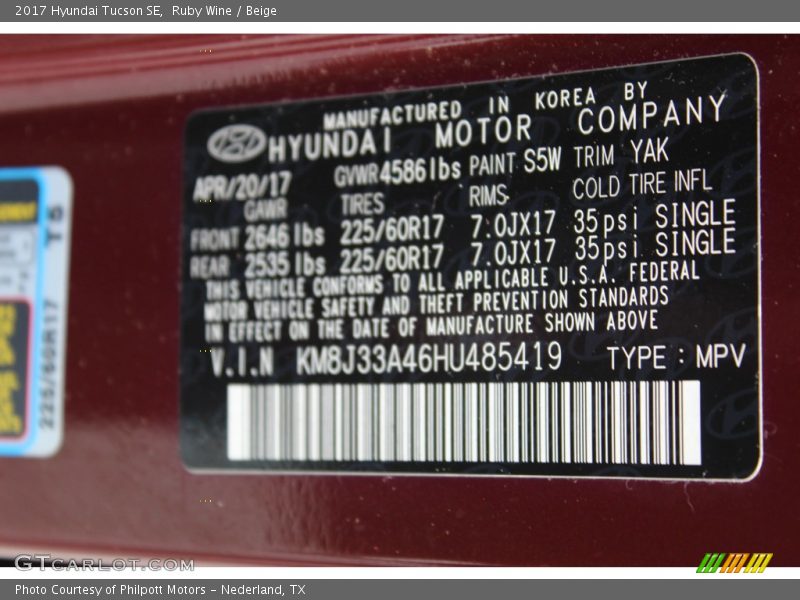 2017 Hyundai Tucson SE, Ruby Wine / Beige
MANUFACTURED IN KOREA BY
HYUNDAI MOTOR COMPANY
APR/20/17 GVWR 4586 lbs PAINT S5W TRIM YAK
GAWR TIRES RIMS COLD TIRE INFL
FRONT 2646 lbs 225/60R17 7.0JX17 35psi SINGLE
REAR 2535 lbs 225/60R17 7.0JX17 35psi SINGLE
THIS VEHICLE CONFORMS TO ALL APPLICABLE U.S.A. FEDERAL
MOTOR VEHICLE SAFETY AND THEFT PREVENTION STANDARDS
IN EFFECT ON THE DATE OF MANUFACTURE SHOWN ABOVE
V.I.N KM8J33A46HU485419 TYPE : MPV
225/60R17
GTCARLOT.COM
Photo Courtesy of Philpott Motors - Nederland, TX